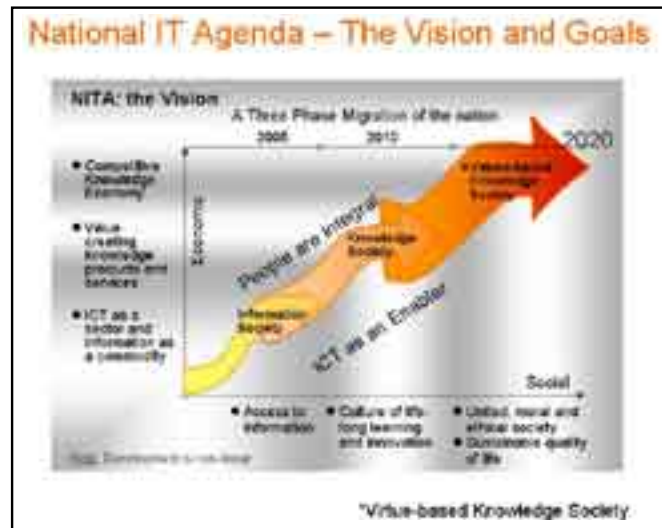 National IT Agenda – The Vision and Goals
NITA: the Vision
A Three Phase Migration of the nation
2020
Competitive
Knowledge
Economy
Value
creating
knowledge
products and
services
ICT as a
sector and
information as
a commodity
Economic
People are Integral
Information
Society
Knowledge
Society
Knowledge
Society
ICT as an Enabler
Social
Access to
information
Culture of life-
long learning
and innovation
United, moral and
ethical society
Sustainable quality
of life
*Virtue-based Knowledge Society